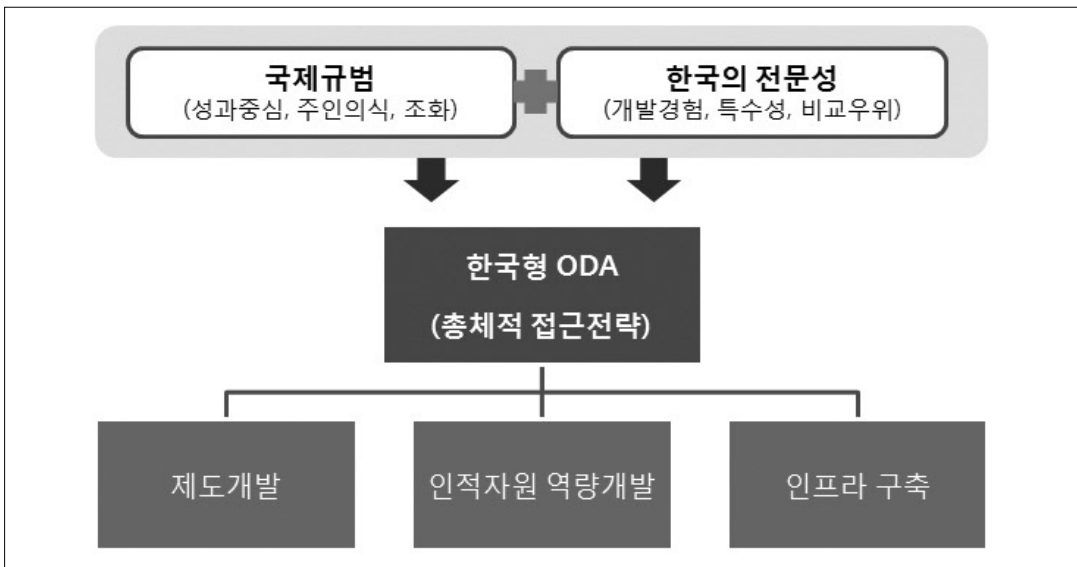 국제규범
(성과중심, 주인의식, 조화)
한국의 전문성
(개발경험, 특수성, 비교우위)
한국형 ODA
(총체적 접근전략)
제도개발
인적자원 역량개발
인프라 구축